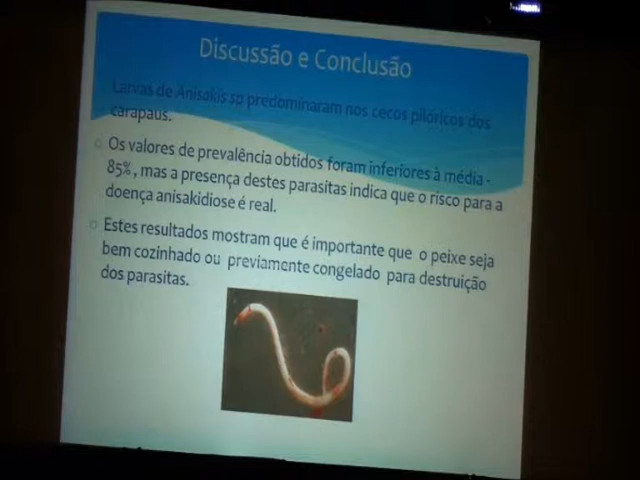 Discussão e Conclusão
Larvas de Anisakis sp predominaram nos cecos pilóricos dos
carapaus.
Os valores de prevalência obtidos foram inferiores à média -
85%, mas a presença destes parasitas indica que o risco para a
doença anisakidiose é real.
Estes resultados mostram que é importante que o peixe seja
bem cozinhado ou previamente congelado para destruição
dos parasitas.